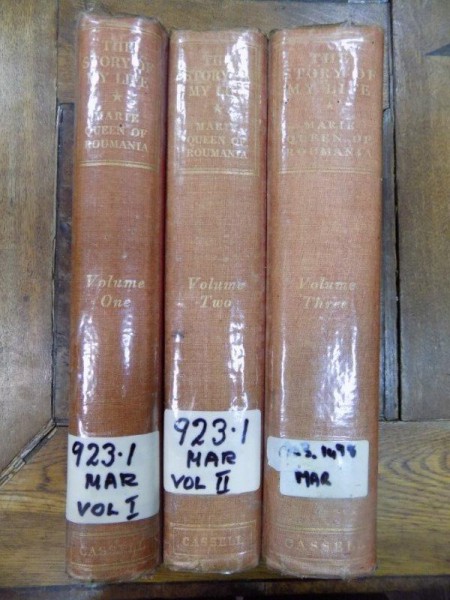 THE
STORY OF
MY LIFE
MARIE
QUEEN OF
ROUMANIA
Volume
One
923.1
MAR
VOL I
CASSELL
THE
STORY OF
MY LIFE
MARIE
QUEEN OF
ROUMANIA
Volume
Two
923.1
MAR
VOL II
CASSELL
THE
STORY OF
MY LIFE
MARIE
QUEEN OF
ROUMANIA
Volume
Three
MAR
CASSELL